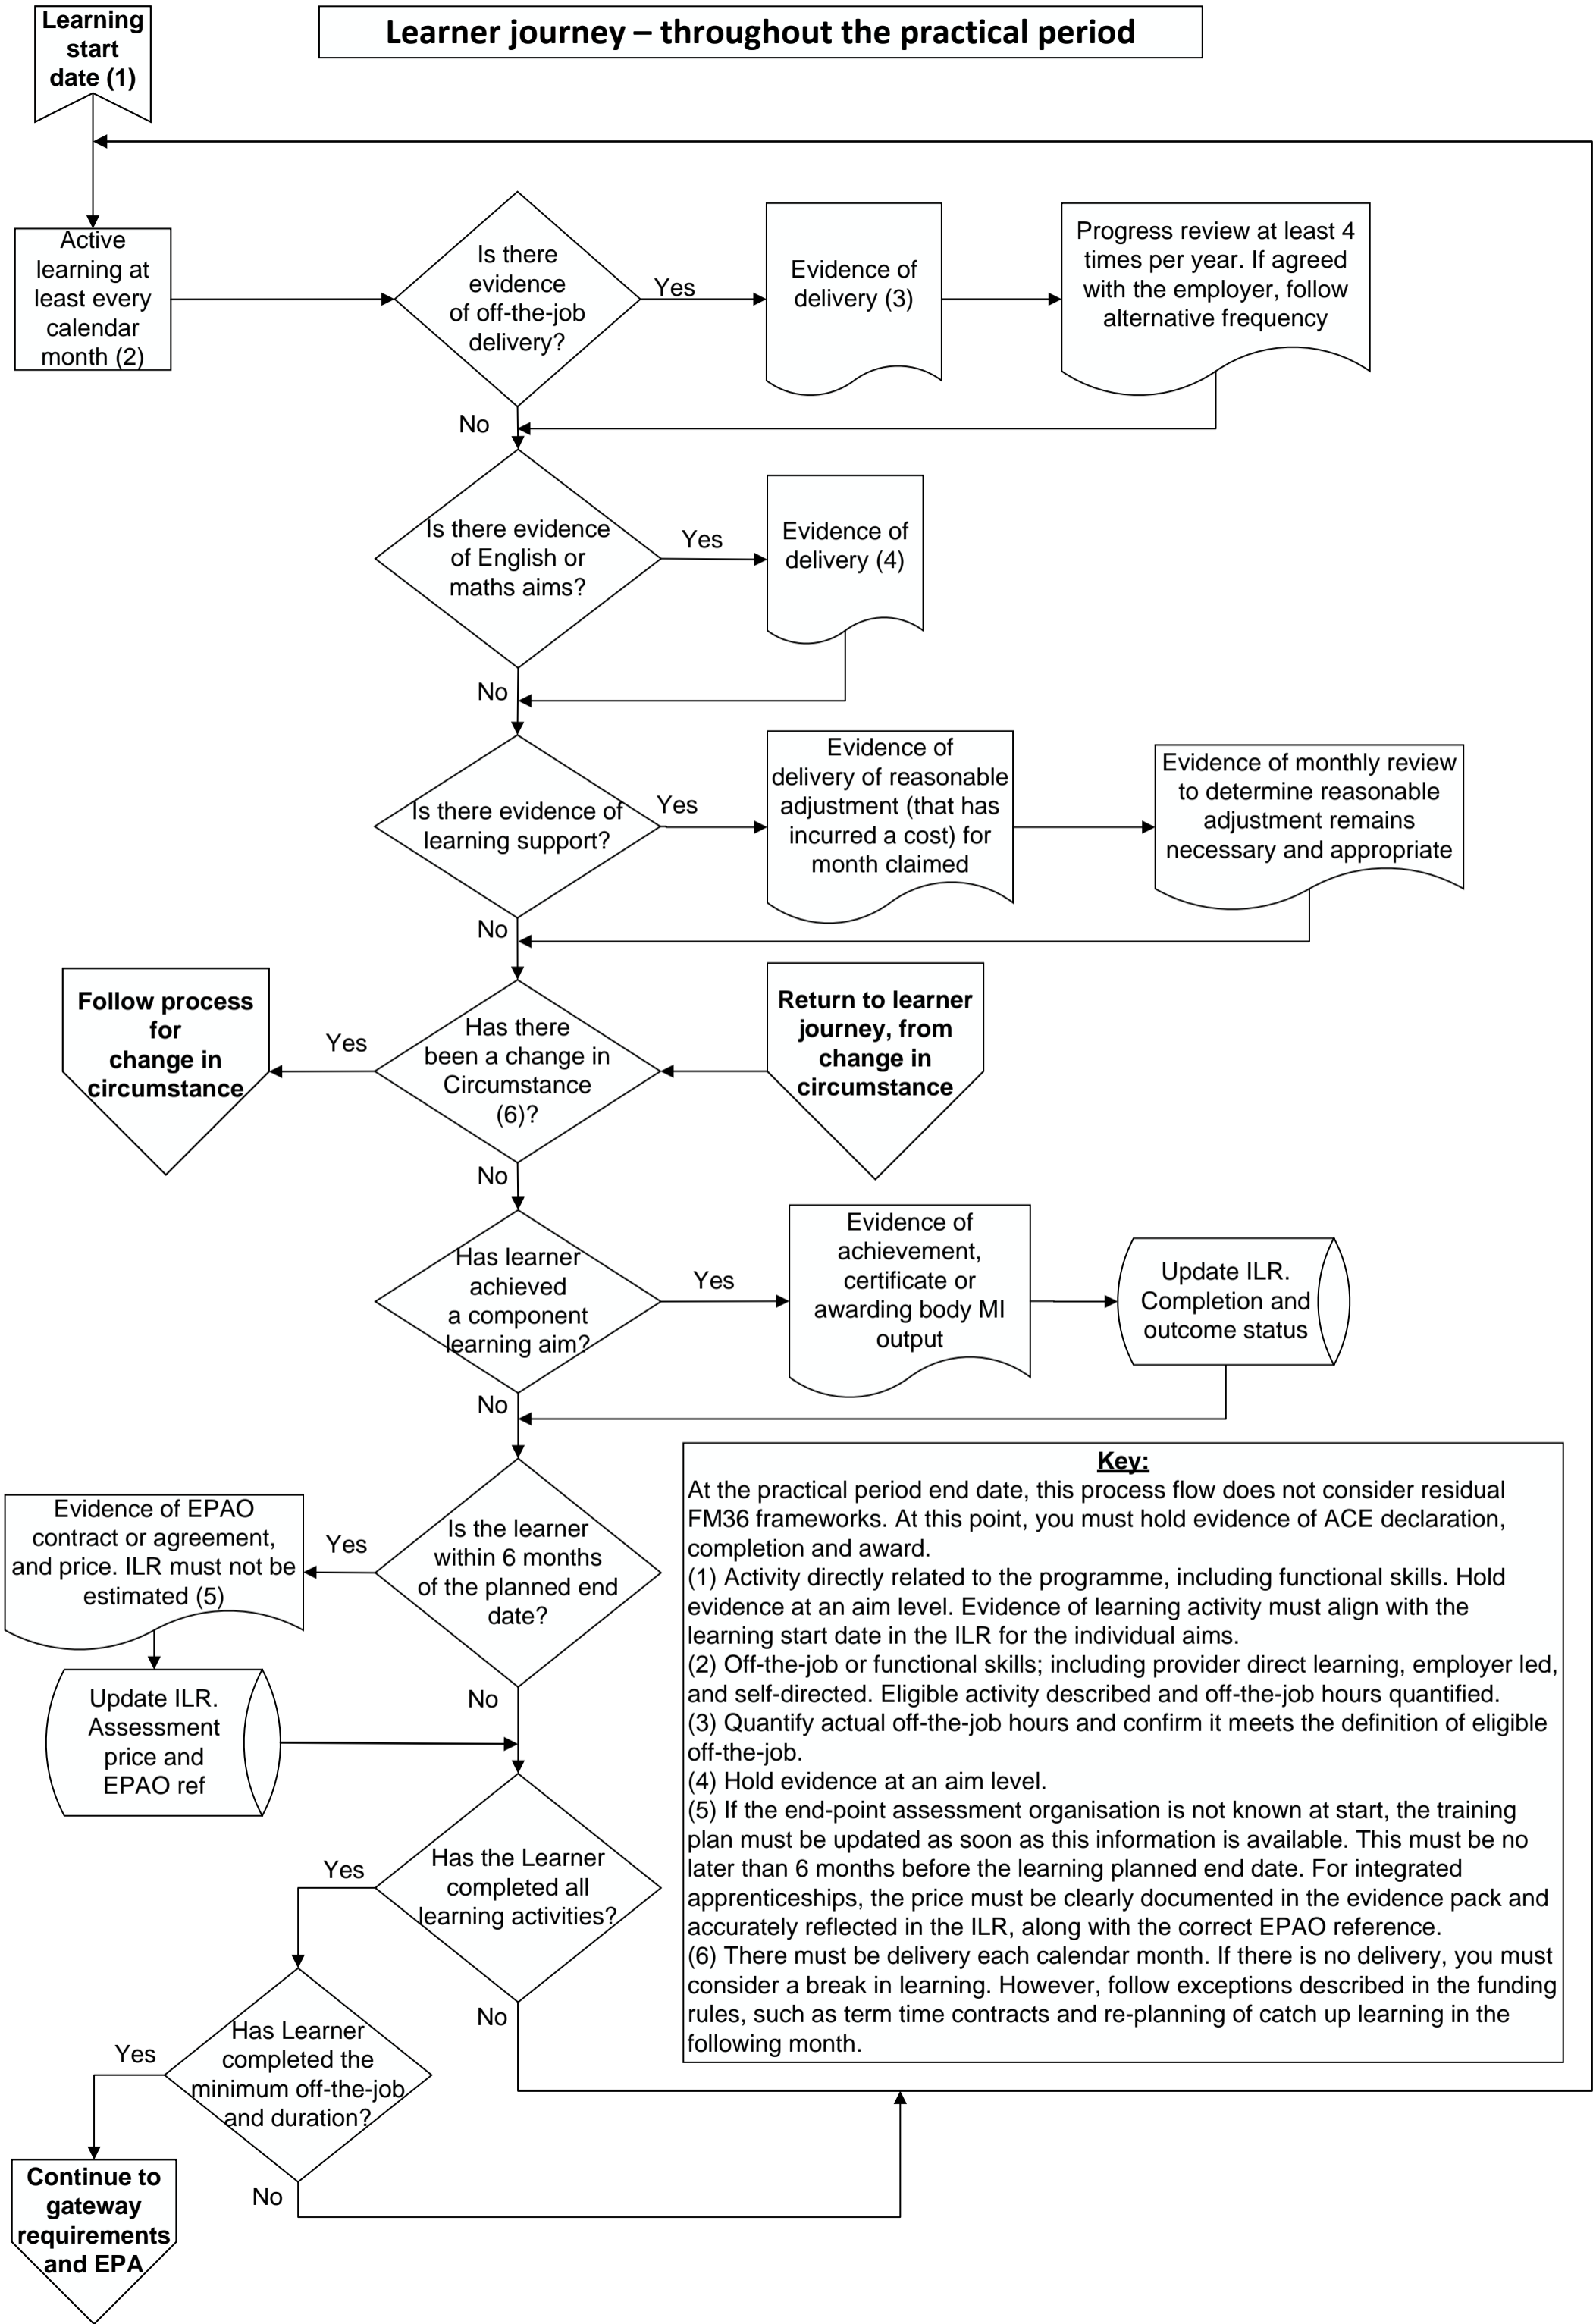 Learning
start
date (1)
Learner journey – throughout the practical period
Active
learning at
least every
calendar
month (2)
Is there
evidence
of off-the-job
delivery?
Yes
Evidence of
delivery (3)
Progress review at least 4
times per year. If agreed
with the employer, follow
alternative frequency
No
Is there evidence
of English or
maths aims?
Yes
Evidence of
delivery (4)
No
Is there evidence of
learning support?
Yes
Evidence of
delivery of reasonable
adjustment (that has
incurred a cost) for
month claimed
Evidence of monthly review
to determine reasonable
adjustment remains
necessary and appropriate
No
Follow process
for
change in
circumstance
Yes
Has there
been a change in
Circumstance
(6)?
Return to learner
journey, from
change in
circumstance
No
Has learner
achieved
a component
learning aim?
Yes
Evidence of
achievement,
certificate or
awarding body MI
output
Update ILR.
Completion and
outcome status
No
Evidence of EPAO
contract or agreement,
and price. ILR must not be
estimated (5)
Yes
Is the learner
within 6 months
of the planned end
date?
No
Update ILR.
Assessment
price and
EPAO ref
Yes
Has the Learner
completed all
learning activities?
No
Yes
Has Learner
completed the
minimum off-the-job
and duration?
No
Continue to
gateway
requirements
and EPA
Key:
At the practical period end date, this process flow does not consider residual
FM36 frameworks. At this point, you must hold evidence of ACE declaration,
completion and award.
(1) Activity directly related to the programme, including functional skills. Hold
evidence at an aim level. Evidence of learning activity must align with the
learning start date in the ILR for the individual aims.
(2) Off-the-job or functional skills; including provider direct learning, employer led,
and self-directed. Eligible activity described and off-the-job hours quantified.
(3) Quantify actual off-the-job hours and confirm it meets the definition of eligible
off-the-job.
(4) Hold evidence at an aim level.
(5) If the end-point assessment organisation is not known at start, the training
plan must be updated as soon as this information is available. This must be no
later than 6 months before the learning planned end date. For integrated
apprenticeships, the price must be clearly documented in the evidence pack and
accurately reflected in the ILR, along with the correct EPAO reference.
(6) There must be delivery each calendar month. If there is no delivery, you must
consider a break in learning. However, follow exceptions described in the funding
rules, such as term time contracts and re-planning of catch up learning in the
following month.